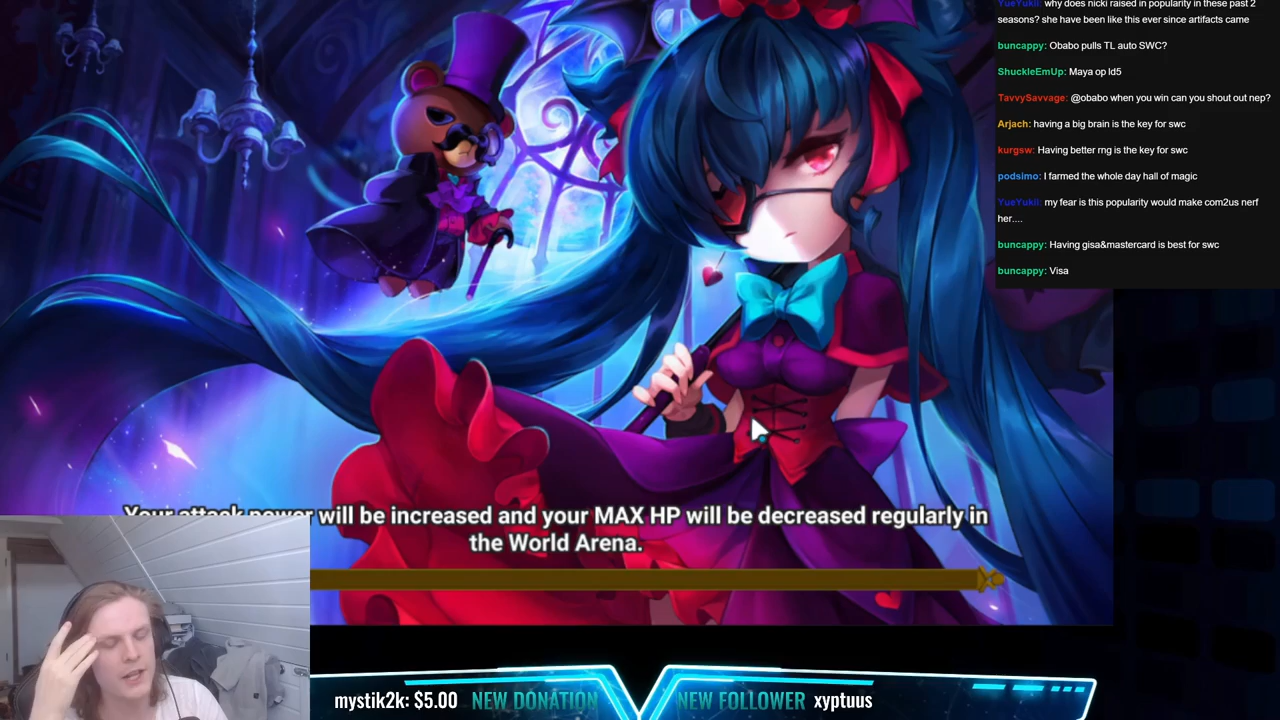 YueYukii: why does nicki raised in popularity in these past 2
seasons? she have been like this ever since artifacts came
buncappy: Obabo pulls TL auto SWC?
ShuckleEmUp: Maya op ld5
TavvySavvage: @obabo when you win can you shout out nep?
Arjach: having a big brain is the key for swc
kurgsw: Having better rng is the key for swc
podsimo: I farmed the whole day hall of magic
YueYukii: my fear is this popularity would make com2us nerf
her....
buncappy: Having gisa&mastercard is best for swc
buncappy: Visa
Your attack power will be increased and your MAX HP will be decreased regularly in
the World Arena.
mystik2k: $5.00 NEW DONATION NEW FOLLOWER xyptuus